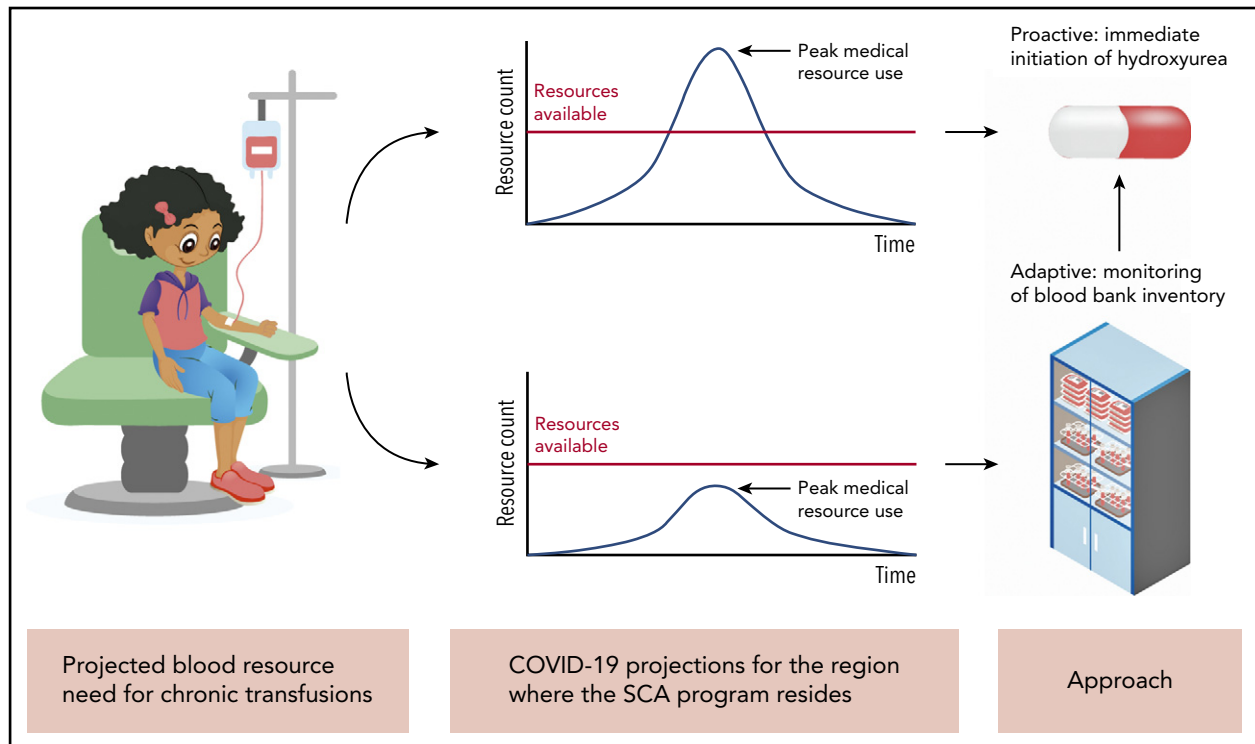 Peak medical
resource use
Resources
available
Resource count
Time
Proactive: immediate
initiation of hydroxyurea
Resources
available
Peak medical
resource use
Resource count
Time
Adaptive: monitoring
of blood bank inventory
Projected blood resource
need for chronic transfusions
COVID-19 projections for the region
where the SCA program resides
Approach